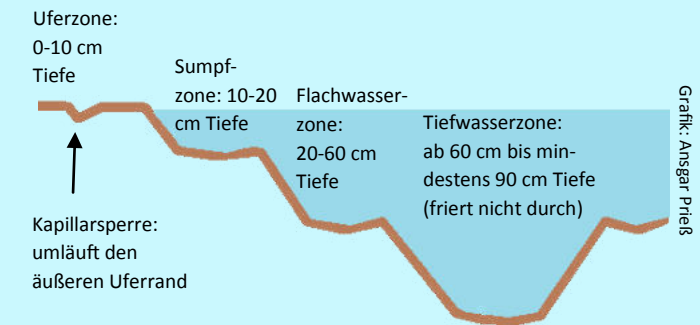 Uferzone:
0-10 cm
Tiefe
Sumpf-
zone: 10-20
cm Tiefe
Flachwasser-
zone:
20-60 cm
Tiefe
Tiefwasserzone:
ab 60 cm bis min-
destens 90 cm Tiefe
(friert nicht durch)
Kapillarsperre:
umläuft den
äußeren Uferrand
Grafik: Ansgar Prieß